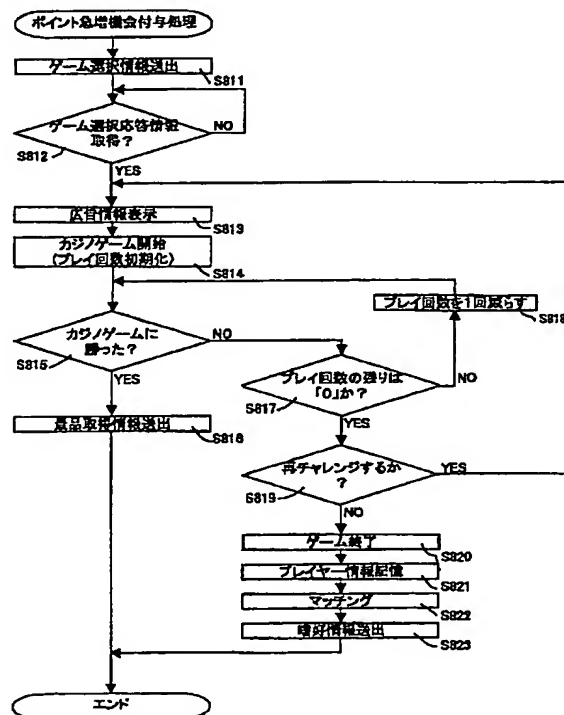 ポイント急増機会付与処理
ゲーム選択情報送出
S811
ゲーム選択応答情報
取得?
NO
S812
YES
広告情報表示
S813
カジノゲーム開始
(プレイ回数初期化)
S814
プレイ回数を1回減らす
S818
カジノゲームに
勝った?
NO
S815
YES
プレイ回数の残りは
「0」か?
NO
S817
YES
景品取得情報送出
S816
再チャレンジするか
?
YES
S819
NO
ゲーム終了
S820
プレイヤー情報記憶
S821
マッチング
S822
嗜好情報送出
S823
エンド